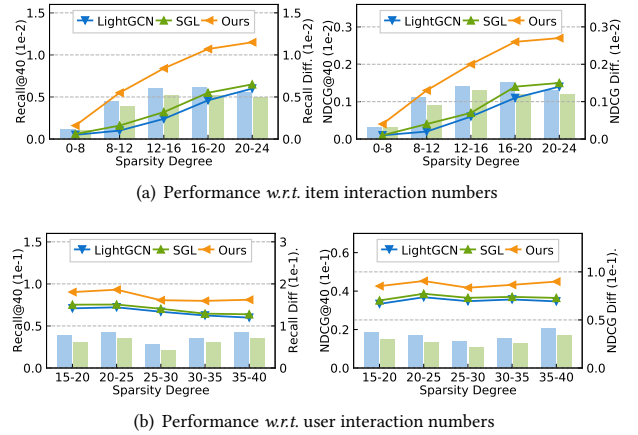 LightGCN SGL Ours
Recall@40 (1e-2)
1.5
1.0
0.5
0.0
0-8 8-12 12-16 16-20 20-24
Sparsity Degree
1.5
1.0
0.5
0.0
Recall Diff. (1e-2)
LightGCN SGL Ours
NDCG@40 (1e-2)
0.3
0.2
0.1
0.0
0-8 8-12 12-16 16-20 20-24
Sparsity Degree
0.3
0.2
0.1
0.0
NDCG Diff. (1e-2)
(a) Performance w.r.t. item interaction numbers
LightGCN SGL Ours
Recall@40 (1e-1)
1.5
1.0
0.5
0.0
15-20 20-25 25-30 30-35 35-40
Sparsity Degree
3
2
1
0
Recall Diff (1e-1).
LightGCN SGL Ours
NDCG@40 (1e-1)
0.6
0.4
0.2
0.0
15-20 20-25 25-30 30-35 35-40
Sparsity Degree
1.0
0.5
0.0
NDCG Diff (1e-1).
(b) Performance w.r.t. user interaction numbers